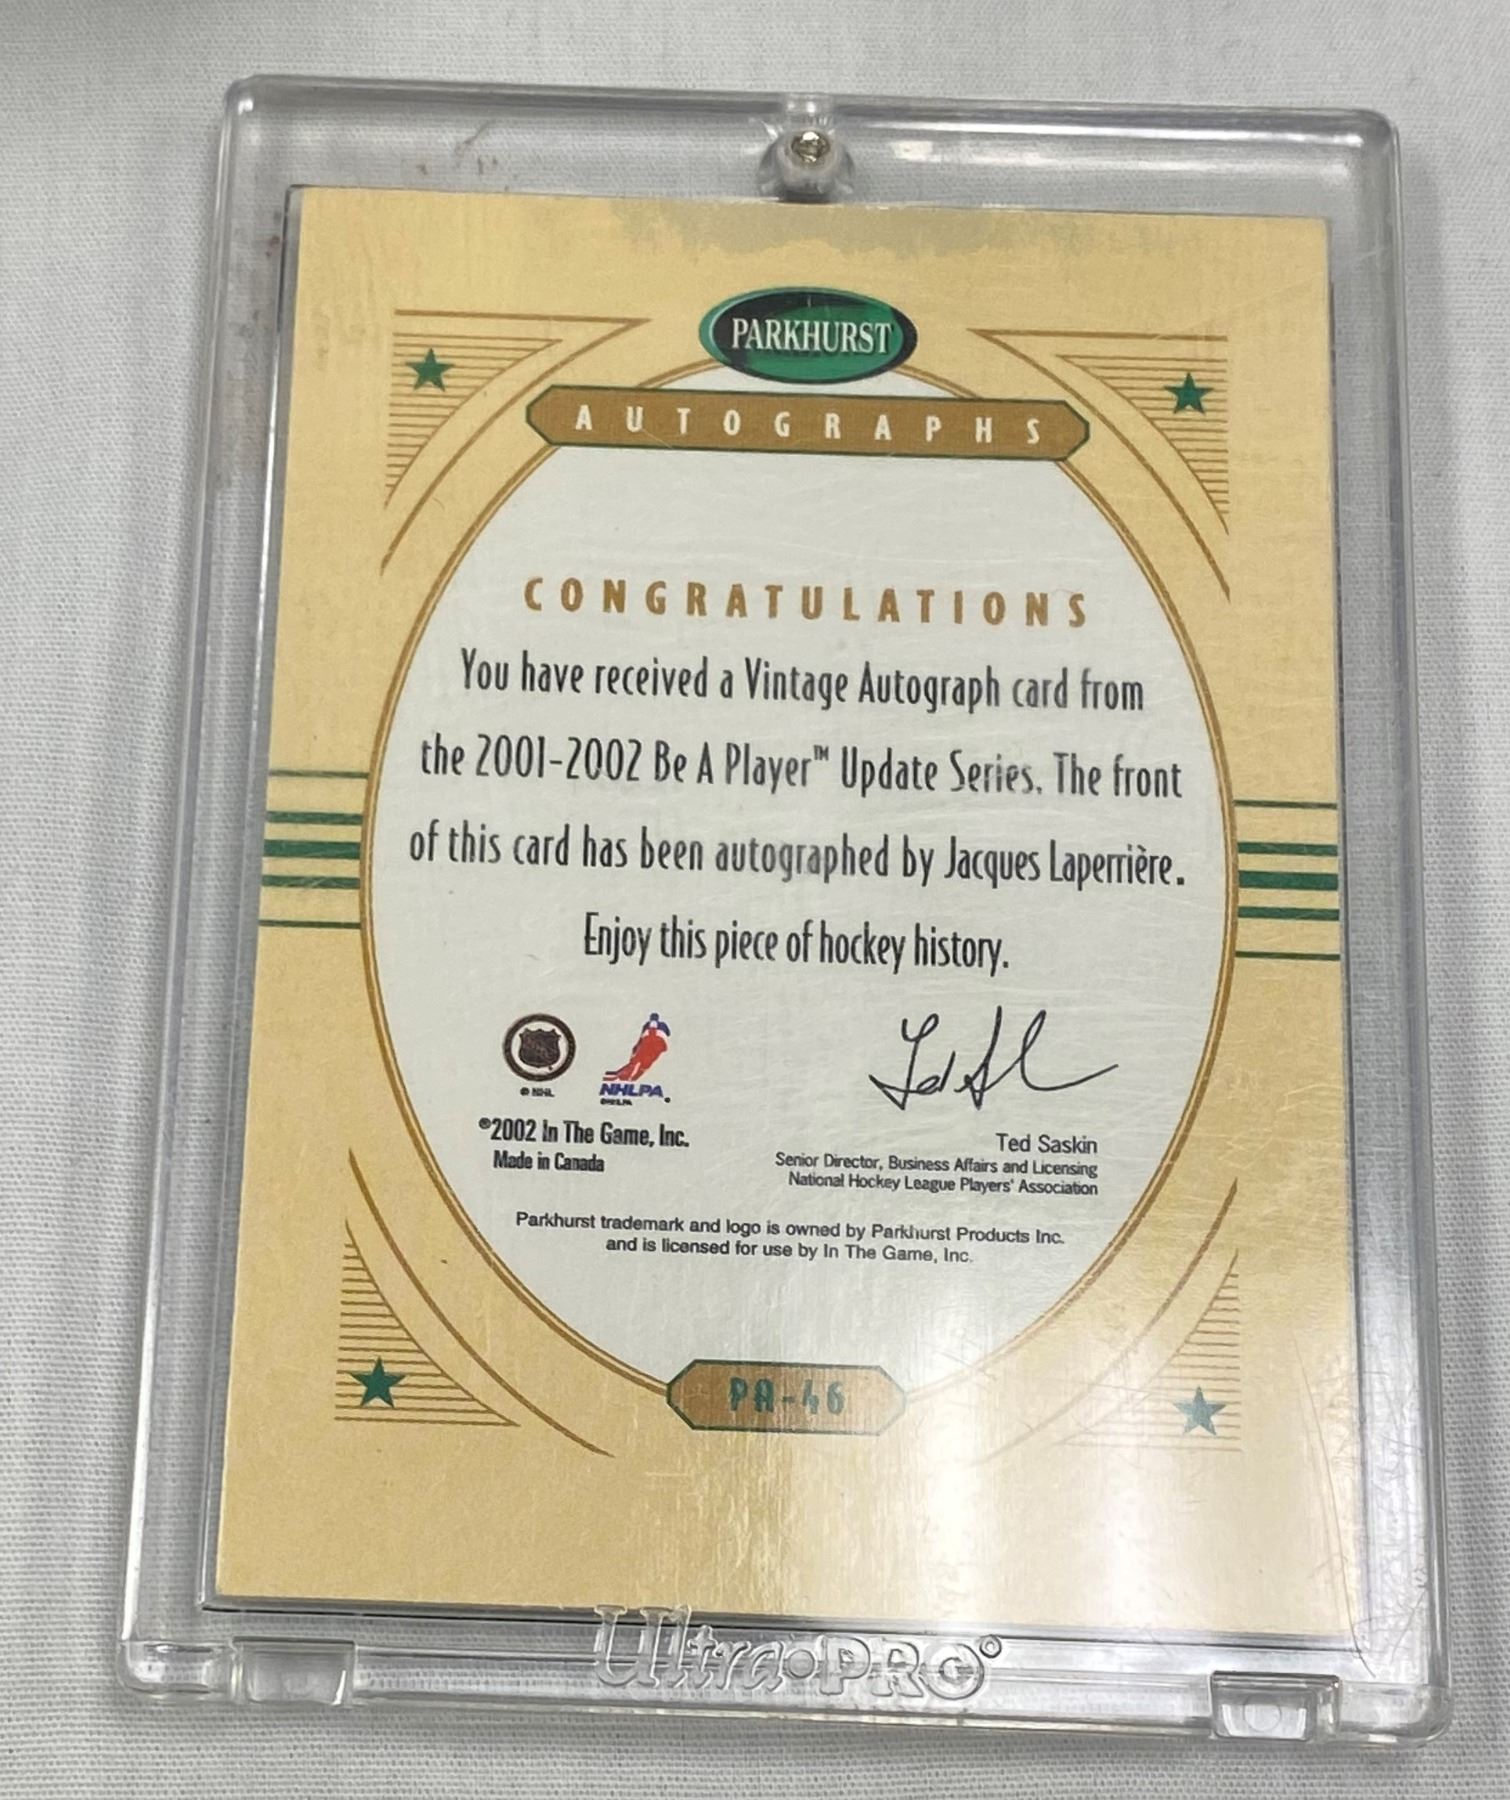 PARKHURST
AUTOGRAPHS
CONGRATULATIONS
You have received a Vintage Autograph card from
the 2001-2002 Be A Player™ Update Series. The front
of this card has been autographed by Jacques Laperrière.
Enjoy this piece of hockey history.
© NHL
NHLPA
©NHLPA
©2002 In The Game, Inc.
Made in Canada
Ted Saskin
Senior Director, Business Affairs and Licensing
National Hockey League Players' Association
Parkhurst trademark and logo is owned by Parkhurst Products Inc.
and is licensed for use by In The Game, Inc.
PA-46
Ultra•PRO®